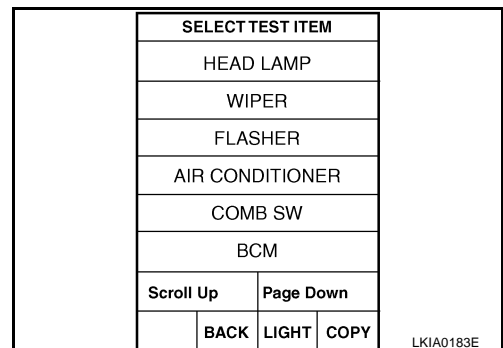 SELECT TEST ITEM
HEAD LAMP
WIPER
FLASHER
AIR CONDITIONER
COMB SW
BCM
Scroll Up Page Down
BACK LIGHT COPY
LKIA0183E